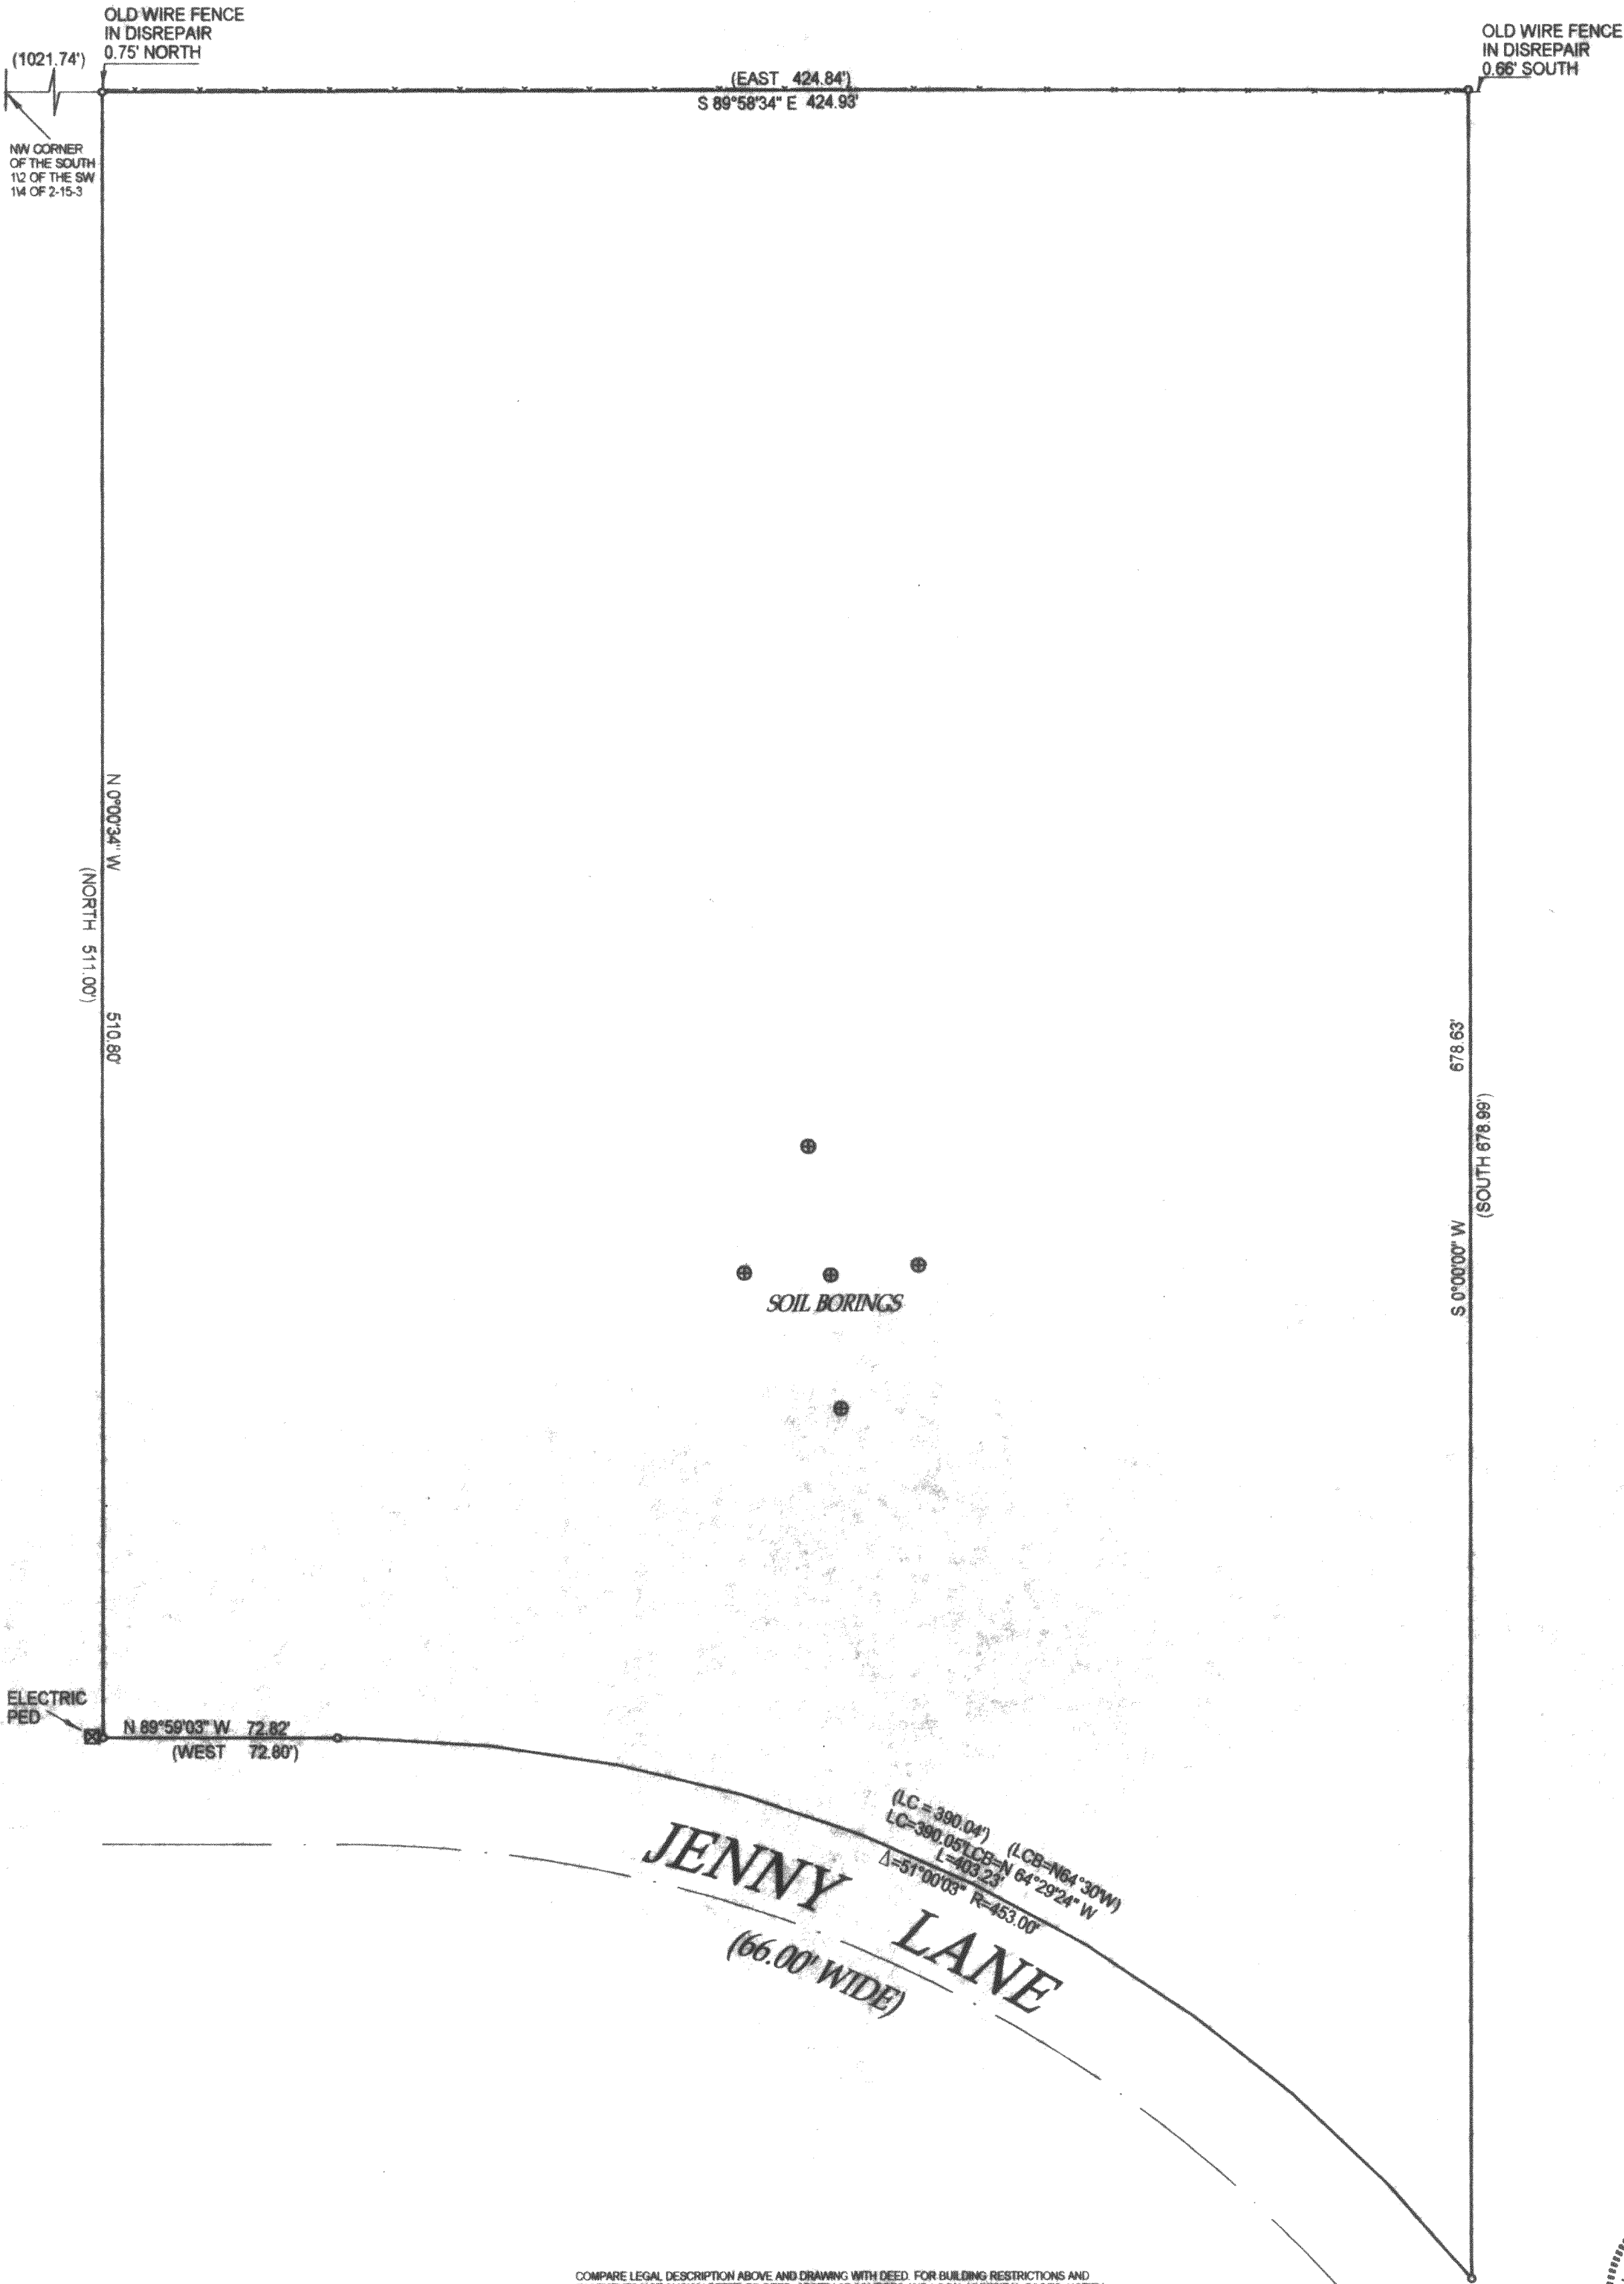 OLD WIRE FENCE
IN DISREPAIR
0.75' NORTH
(1021.74')
OLD WIRE FENCE
IN DISREPAIR
0.66' SOUTH
(EAST 424.84')
S 89°58'34" E 424.93'
NW CORNER
OF THE SOUTH
1\2 OF THE SW
1\4 OF 2-15-3
N 0°00'34" W 510.80'
(NORTH 511.00')
S 0°00'00" W 678.63'
(SOUTH 678.99')
SOIL BORINGS
ELECTRIC
PED
N 89°59'03" W 72.82'
(WEST 72.80')
(LC = 390.04') (LCB=N64°30'W)
LC=390.05' LCB=N 64°29'24" W
L=403.23'
Δ=51°00'03" R=453.00'
JENNY LANE
(66.00' WIDE)
COMPARE LEGAL DESCRIPTION ABOVE AND DRAWING WITH DEED. FOR BUILDING RESTRICTIONS AND